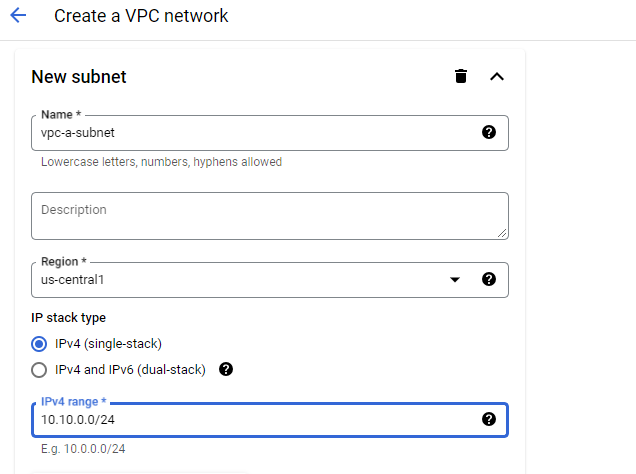 Create a VPC network
New subnet
Name *
vpc-a-subnet
Lowercase letters, numbers, hyphens allowed
Description
Region *
us-central1
IP stack type
IPv4 (single-stack)
IPv4 and IPv6 (dual-stack)
IPv4 range *
10.10.0.0/24
E.g. 10.0.0.0/24